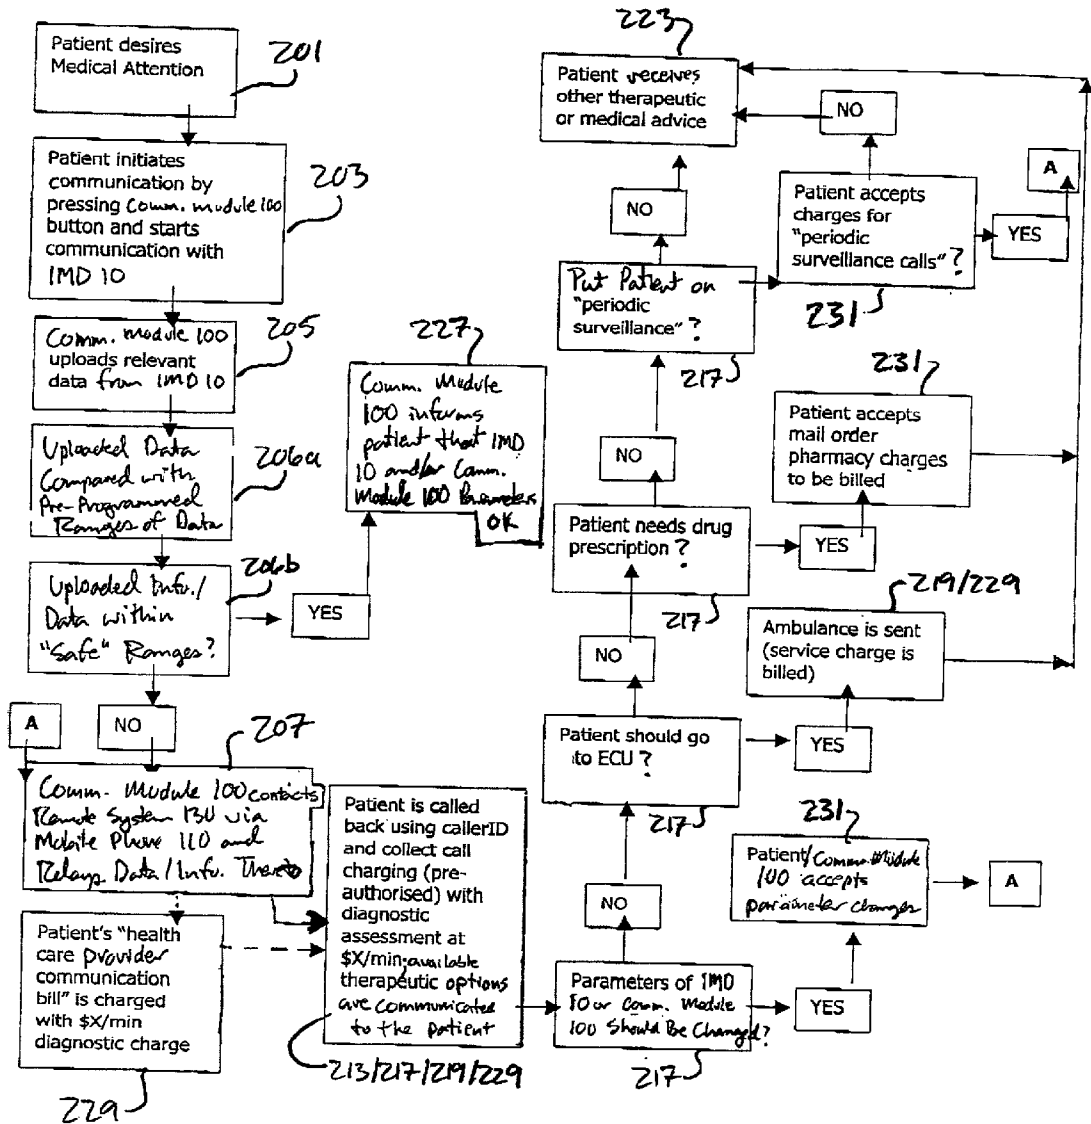 Patient desires
Medical Attention
201
Patient initiates
communication by
pressing Comm. module 100
button and starts
communication with
IMD 10
203
Comm. module 100
uploads relevant
data from IMD 10
205
Uploaded Data
Compared with
Pre-Programmed
Ranges of Data
206a
Uploaded Info./
Data within
"Safe" Ranges?
206b
YES
227
Comm. Module
100 informs
patient that IMD
10 and/or Comm.
Module 100 Parameters
OK
A
NO
207
Comm. Module 100 contacts
Remote System 130 via
Mobile Phone 110 and
Relays Data/Info. Thereto
Patient's "health
care provider
communication
bill" is charged
with $X/min
diagnostic charge
229
Patient is called
back using callerID
and collect call
charging (pre-
authorised) with
diagnostic
assessment at
$X/min; available
therapeutic options
are communicated
to the patient
213/217/219/229
Parameters of IMD
10 or Comm. Module
100 Should Be Changed?
217
YES
231
Patient/Comm. Module
100 accepts
parameter changes
A
NO
Patient should go
to ECU?
217
YES
219/229
Ambulance is sent
(service charge is
billed)
NO
Patient needs drug
prescription?
217
YES
231
Patient accepts
mail order
pharmacy charges
to be billed
NO
Put Patient on
"periodic
surveillance"?
217
Patient accepts
charges for
"periodic
surveillance calls"?
231
YES
A
NO
NO
223
Patient receives
other therapeutic
or medical advice